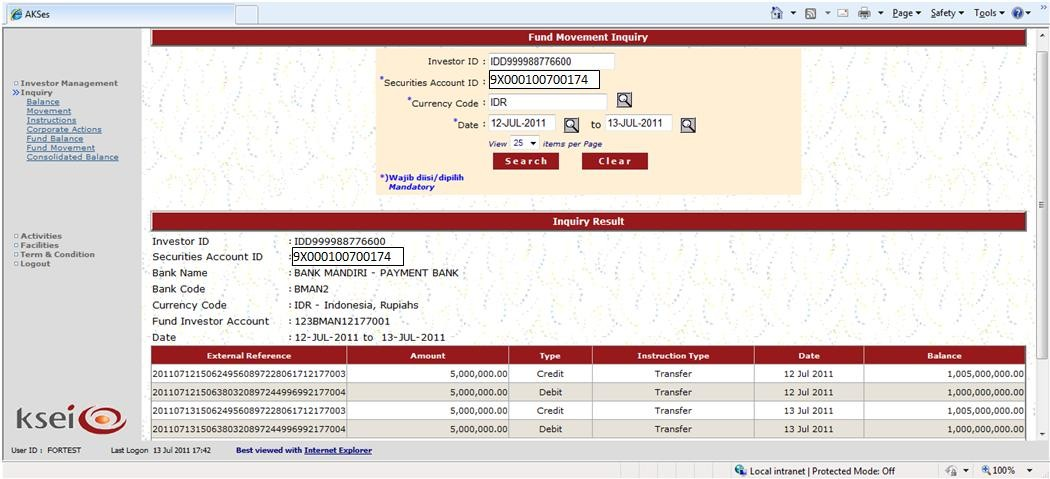 AKSes
Page Safety Tools
Fund Movement Inquiry
Investor ID : IDD999988776600
*Securities Account ID : 9X000100700174
*Currency Code : IDR
*Date : 12-JUL-2011 to 13-JUL-2011
View 25 items per Page
Search Clear
*)Wajib diisi/dipilih
Mandatory
Investor Management
Inquiry
Balance
Movement
Instructions
Corporate Actions
Fund Balance
Fund Movement
Consolidated Balance
Activities
Facilities
Term & Condition
Logout
Inquiry Result
Investor ID : IDD999988776600
Securities Account ID : 9X000100700174
Bank Name : BANK MANDIRI - PAYMENT BANK
Bank Code : BMAN2
Currency Code : IDR - Indonesia, Rupiahs
Fund Investor Account : 123BMAN12177001
Date : 12-JUL-2011 to 13-JUL-2011
External Reference Amount Type Instruction Type Date Balance
20110712150624956089722806171217​7003 5,000,000.00 Credit Transfer 12 Jul 2011 1,005,000,000.00
201107121506380320897244996992177004 5,000,000.00 Debit Transfer 12 Jul 2011 1,000,000,000.00
201107131506249560897228061712177003 5,000,000.00 Credit Transfer 13 Jul 2011 1,005,000,000.00
201107131506380320897244996992177004 5,000,000.00 Debit Transfer 13 Jul 2011 1,000,000,000.00
ksei
User ID : FORTEST Last Logon 13 Jul 2011 17:42 Best viewed with Internet Explorer
Local intranet | Protected Mode: Off 100%